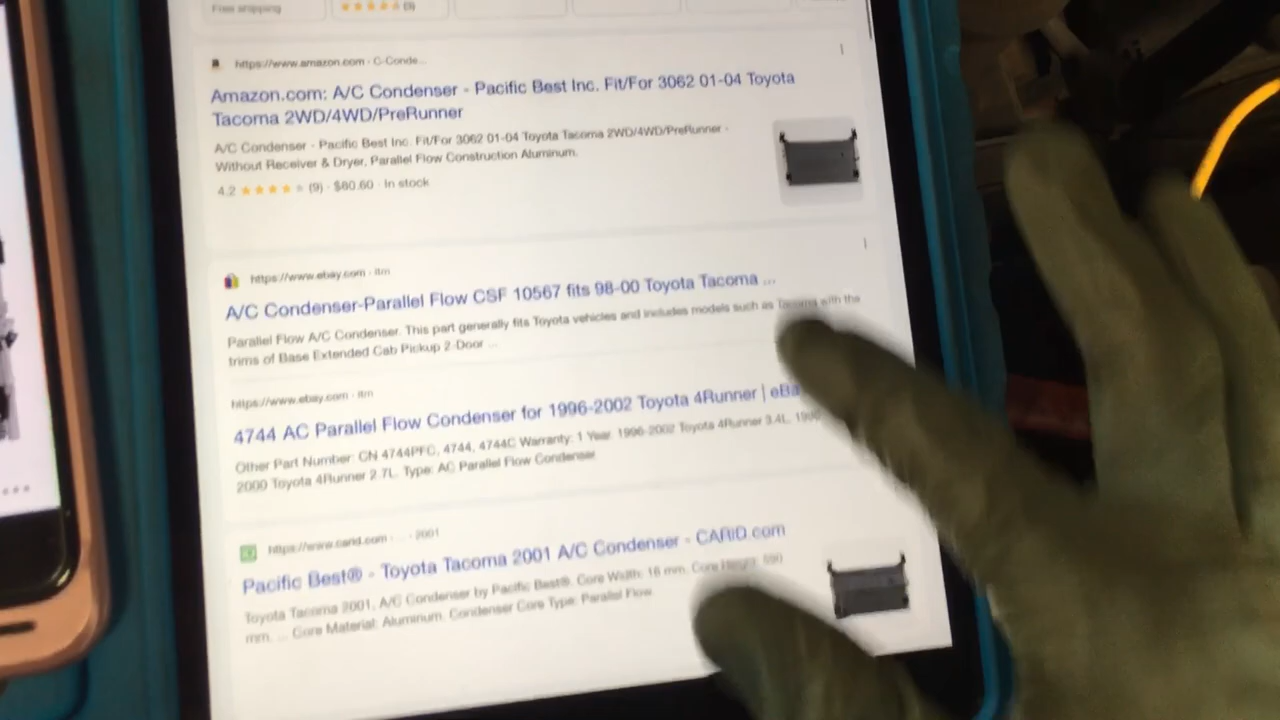 Free shipping
(9)
https://www.amazon.com · C-Conde...
Amazon.com: A/C Condenser - Pacific Best Inc. Fit/For 3062 01-04 Toyota
Tacoma 2WD/4WD/PreRunner
A/C Condenser - Pacific Best Inc. Fit/For 3062 01-04 Toyota Tacoma 2WD/4WD/PreRunner -
Without Receiver & Dryer, Parallel Flow Construction Aluminum.
4.2 ★★★★★ (9) · $80.60 · In stock
https://www.ebay.com · itm
A/C Condenser-Parallel Flow CSF 10567 fits 98-00 Toyota Tacoma ...
Parallel Flow A/C Condenser. This part generally fits Toyota vehicles and includes models such as Tacoma with the
trims of Base Extended Cab Pickup 2-Door ...
https://www.ebay.com · itm
4744 AC Parallel Flow Condenser for 1996-2002 Toyota 4Runner | eBa
Other Part Number: CN 4744PFC, 4744, 4744C Warranty: 1 Year. 1996-2002 Toyota 4Runner 3.4L.
2000 Toyota 4Runner 2.7L. Type: AC Parallel Flow Condenser.
https://www.carid.com · ... · 2001
Pacific Best® - Toyota Tacoma 2001 A/C Condenser - CARiD.com
Toyota Tacoma 2001, A/C Condenser by Pacific Best®. Core Width: 16 mm. Core Height:
mm. ... Core Material: Aluminum. Condenser Core Type: Parallel Flow.